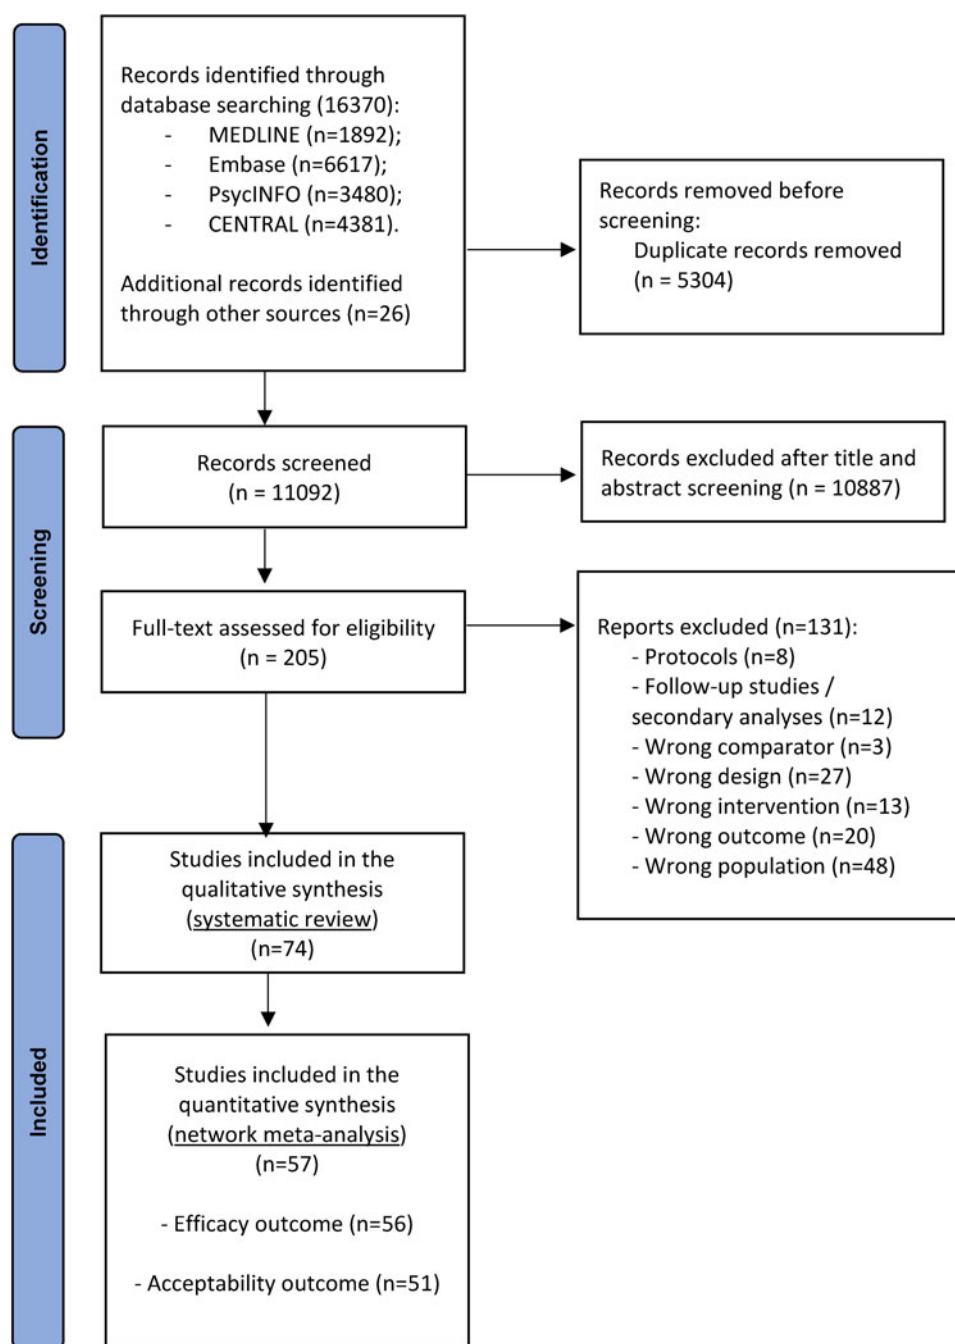 Identification
Records identified through
database searching (16370):
- MEDLINE (n=1892);
- Embase (n=6617);
- PsycINFO (n=3480);
- CENTRAL (n=4381).
Additional records identified
through other sources (n=26)
Records removed before
screening:
Duplicate records removed
(n = 5304)
Screening
Records screened
(n = 11092)
Records excluded after title and
abstract screening (n = 10887)
Full-text assessed for eligibility
(n = 205)
Reports excluded (n=131):
- Protocols (n=8)
- Follow-up studies /
secondary analyses (n=12)
- Wrong comparator (n=3)
- Wrong design (n=27)
- Wrong intervention (n=13)
- Wrong outcome (n=20)
- Wrong population (n=48)
Included
Studies included in the
qualitative synthesis
(systematic review)
(n=74)
Studies included in the
quantitative synthesis
(network meta-analysis)
(n=57)
- Efficacy outcome (n=56)
- Acceptability outcome (n=51)